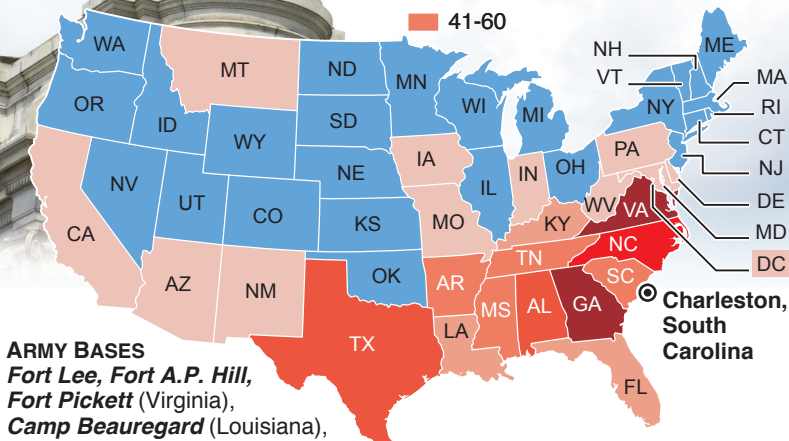 41-60
WA
MT
ND
MN
NH
ME
VT
MA
OR
ID
SD
WI
MI
NY
RI
WY
CT
NE
IA
PA
NJ
NV
UT
CO
IL
IN
OH
DE
KS
MO
WV
VA
MD
CA
KY
NC
DC
AZ
NM
OK
AR
TN
SC
MS
AL
GA
Charleston,
South
Carolina
TX
LA
FL
ARMY BASES
Fort Lee, Fort A.P. Hill,
Fort Pickett (Virginia),
Camp Beauregard (Louisiana),